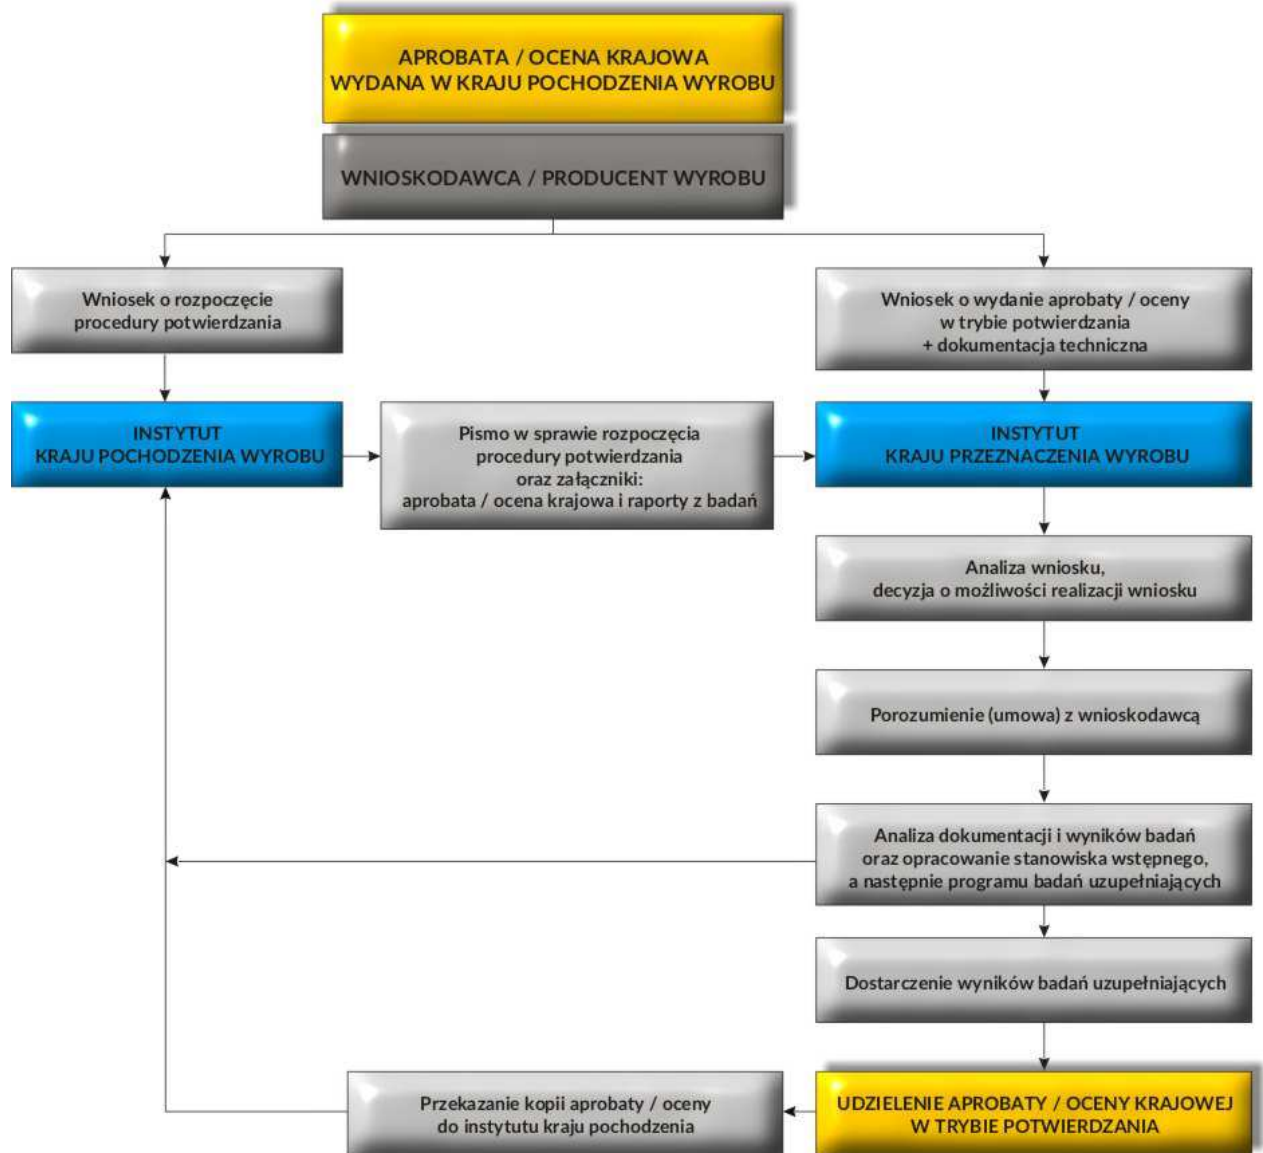 APROBATA / OCENA KRAJOWA
WYDANA W KRAJU POCHODZENIA WYROBU
WNIOSKODAWCA / PRODUCENT WYROBU
Wniosek o rozpoczęcie
procedury potwierdzania
Wniosek o wydanie aprobaty / oceny
w trybie potwierdzania
+ dokumentacja techniczna
INSTYTUT
KRAJU POCHODZENIA WYROBU
Pismo w sprawie rozpoczęcia
procedury potwierdzania
oraz załączniki:
aprobata / ocena krajowa i raporty z badań
INSTYTUT
KRAJU PRZEZNACZENIA WYROBU
Analiza wniosku,
decyzja o możliwości realizacji wniosku
Porozumienie (umowa) z wnioskodawcą
Analiza dokumentacji i wyników badań
oraz opracowanie stanowiska wstępnego,
a następnie programu badań uzupełniających
Dostarczenie wyników badań uzupełniających
Przekazanie kopii aprobaty / oceny
do instytutu kraju pochodzenia
UDZIELENIE APROBATY / OCENY KRAJOWEJ
W TRYBIE POTWIERDZANIA